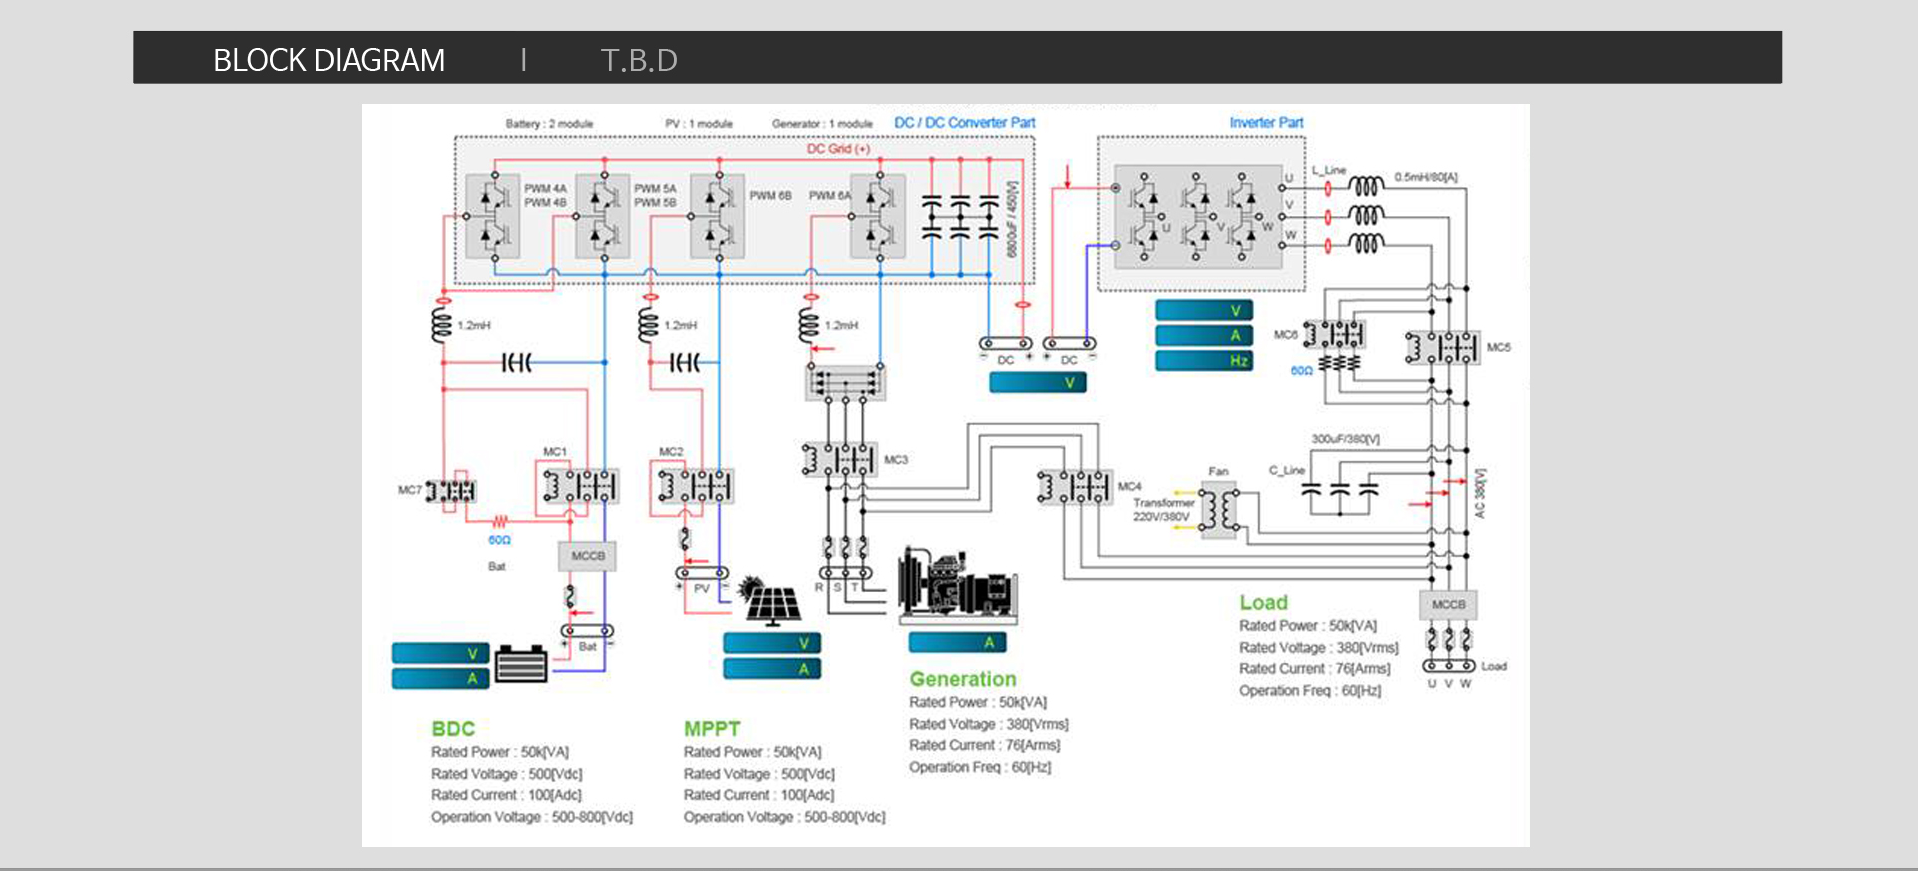 BLOCK DIAGRAM | T.B.D
Battery : 2 module
PV : 1 module
Generator : 1 module
DC / DC Converter Part
Inverter Part
DC Grid (+)
PWM 4A
PWM 4B
PWM 5A
PWM 5B
PWM 6B
PWM 6A
6800uF / 450[V]
U
V
W
U
V
W
L_Line
0.5mH/80[A]
1.2mH
1.2mH
1.2mH
− DC +
+ DC −
V
V
A
Hz
MC6
MC5
60Ω
MC1
MC2
MC3
MC4
MC7
60Ω
Bat
MCCB
+ Bat −
V
A
+ PV −
V
A
R S T
A
300uF/380[V]
C_Line
Fan
Transformer
220V/380V
AC 380[V]
MCCB
Load
U V W
Load
Rated Power : 50k[VA]
Rated Voltage : 380[Vrms]
Rated Current : 76[Arms]
Operation Freq : 60[Hz]
Generation
Rated Power : 50k[VA]
Rated Voltage : 380[Vrms]
Rated Current : 76[Arms]
Operation Freq : 60[Hz]
BDC
Rated Power : 50k[VA]
Rated Voltage : 500[Vdc]
Rated Current : 100[Adc]
Operation Voltage : 500-800[Vdc]
MPPT
Rated Power : 50k[VA]
Rated Voltage : 500[Vdc]
Rated Current : 100[Adc]
Operation Voltage : 500-800[Vdc]